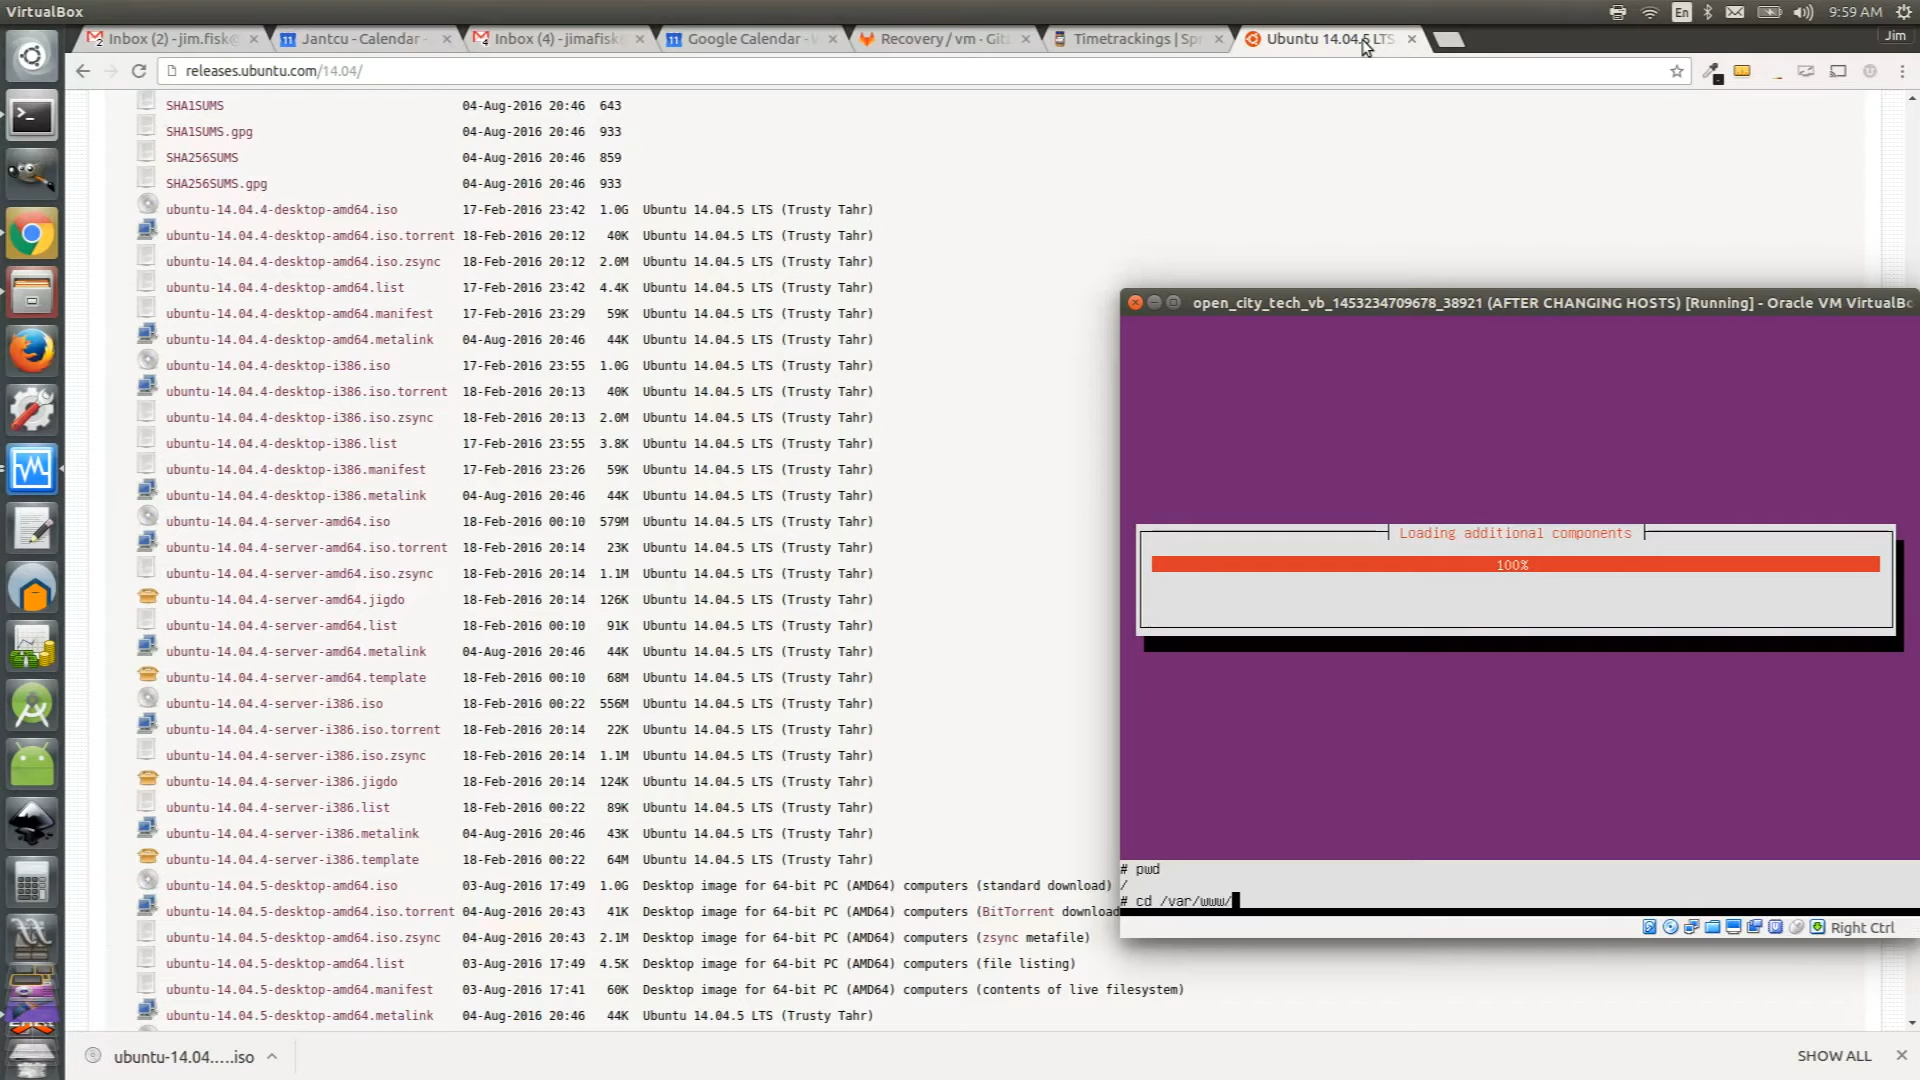 VirtualBox
En
9:59 AM
Inbox (2) - jim.fisk@
Jantcu - Calendar
Inbox (4) - jimafisk
Google Calendar -
Recovery / vm - Git
Timetrackings | Spr
Ubuntu 14.04.5 LTS
Jim
releases.ubuntu.com/14.04/
SHA1SUMS 04-Aug-2016 20:46 643
SHA1SUMS.gpg 04-Aug-2016 20:46 933
SHA256SUMS 04-Aug-2016 20:46 859
SHA256SUMS.gpg 04-Aug-2016 20:46 933
ubuntu-14.04.4-desktop-amd64.iso 17-Feb-2016 23:42 1.0G Ubuntu 14.04.5 LTS (Trusty Tahr)
ubuntu-14.04.4-desktop-amd64.iso.torrent 18-Feb-2016 20:12 40K Ubuntu 14.04.5 LTS (Trusty Tahr)
ubuntu-14.04.4-desktop-amd64.iso.zsync 18-Feb-2016 20:12 2.0M Ubuntu 14.04.5 LTS (Trusty Tahr)
ubuntu-14.04.4-desktop-amd64.list 17-Feb-2016 23:42 4.4K Ubuntu 14.04.5 LTS (Trusty Tahr)
ubuntu-14.04.4-desktop-amd64.manifest 17-Feb-2016 23:29 59K Ubuntu 14.04.5 LTS (Trusty Tahr)
ubuntu-14.04.4-desktop-amd64.metalink 04-Aug-2016 20:46 44K Ubuntu 14.04.5 LTS (Trusty Tahr)
ubuntu-14.04.4-desktop-i386.iso 17-Feb-2016 23:55 1.0G Ubuntu 14.04.5 LTS (Trusty Tahr)
ubuntu-14.04.4-desktop-i386.iso.torrent 18-Feb-2016 20:13 40K Ubuntu 14.04.5 LTS (Trusty Tahr)
ubuntu-14.04.4-desktop-i386.iso.zsync 18-Feb-2016 20:13 2.0M Ubuntu 14.04.5 LTS (Trusty Tahr)
ubuntu-14.04.4-desktop-i386.list 17-Feb-2016 23:55 3.8K Ubuntu 14.04.5 LTS (Trusty Tahr)
ubuntu-14.04.4-desktop-i386.manifest 17-Feb-2016 23:26 59K Ubuntu 14.04.5 LTS (Trusty Tahr)
ubuntu-14.04.4-desktop-i386.metalink 04-Aug-2016 20:46 44K Ubuntu 14.04.5 LTS (Trusty Tahr)
ubuntu-14.04.4-server-amd64.iso 18-Feb-2016 00:10 579M Ubuntu 14.04.5 LTS (Trusty Tahr)
ubuntu-14.04.4-server-amd64.iso.torrent 18-Feb-2016 20:14 23K Ubuntu 14.04.5 LTS (Trusty Tahr)
ubuntu-14.04.4-server-amd64.iso.zsync 18-Feb-2016 20:14 1.1M Ubuntu 14.04.5 LTS (Trusty Tahr)
ubuntu-14.04.4-server-amd64.jigdo 18-Feb-2016 20:14 126K Ubuntu 14.04.5 LTS (Trusty Tahr)
ubuntu-14.04.4-server-amd64.list 18-Feb-2016 00:10 91K Ubuntu 14.04.5 LTS (Trusty Tahr)
ubuntu-14.04.4-server-amd64.metalink 04-Aug-2016 20:46 44K Ubuntu 14.04.5 LTS (Trusty Tahr)
ubuntu-14.04.4-server-amd64.template 18-Feb-2016 00:10 68M Ubuntu 14.04.5 LTS (Trusty Tahr)
ubuntu-14.04.4-server-i386.iso 18-Feb-2016 00:22 556M Ubuntu 14.04.5 LTS (Trusty Tahr)
ubuntu-14.04.4-server-i386.iso.torrent 18-Feb-2016 20:14 22K Ubuntu 14.04.5 LTS (Trusty Tahr)
ubuntu-14.04.4-server-i386.iso.zsync 18-Feb-2016 20:14 1.1M Ubuntu 14.04.5 LTS (Trusty Tahr)
ubuntu-14.04.4-server-i386.jigdo 18-Feb-2016 20:14 124K Ubuntu 14.04.5 LTS (Trusty Tahr)
ubuntu-14.04.4-server-i386.list 18-Feb-2016 00:22 89K Ubuntu 14.04.5 LTS (Trusty Tahr)
ubuntu-14.04.4-server-i386.metalink 04-Aug-2016 20:46 43K Ubuntu 14.04.5 LTS (Trusty Tahr)
ubuntu-14.04.4-server-i386.template 18-Feb-2016 00:22 64M Ubuntu 14.04.5 LTS (Trusty Tahr)
ubuntu-14.04.5-desktop-amd64.iso 03-Aug-2016 17:49 1.0G Desktop image for 64-bit PC (AMD64) computers (standard download)
ubuntu-14.04.5-desktop-amd64.iso.torrent 04-Aug-2016 20:43 41K Desktop image for 64-bit PC (AMD64) computers (BitTorrent download
ubuntu-14.04.5-desktop-amd64.iso.zsync 04-Aug-2016 20:43 2.1M Desktop image for 64-bit PC (AMD64) computers (zsync metafile)
ubuntu-14.04.5-desktop-amd64.list 03-Aug-2016 17:49 4.5K Desktop image for 64-bit PC (AMD64) computers (file listing)
ubuntu-14.04.5-desktop-amd64.manifest 03-Aug-2016 17:41 60K Desktop image for 64-bit PC (AMD64) computers (contents of live filesystem)
ubuntu-14.04.5-desktop-amd64.metalink 04-Aug-2016 20:46 44K Ubuntu 14.04.5 LTS (Trusty Tahr)
open_city_tech_vb_1453234709678_38921 (AFTER CHANGING HOSTS) [Running] - Oracle VM VirtualBo
Loading additional components
100%
# pwd
/
# cd /var/www/
Right Ctrl
ubuntu-14.04.....iso
SHOW ALL